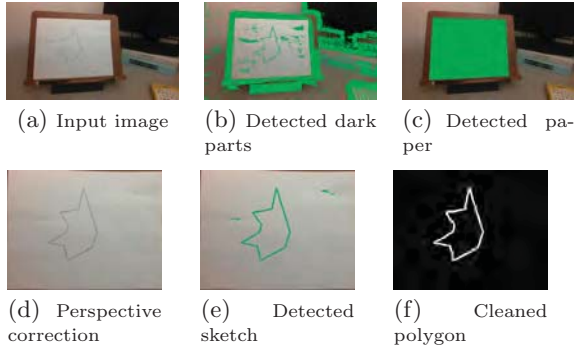 (a) Input image
(b) Detected dark
parts
(c) Detected pa-
per
(d) Perspective
correction
(e) Detected
sketch
(f) Cleaned
polygon